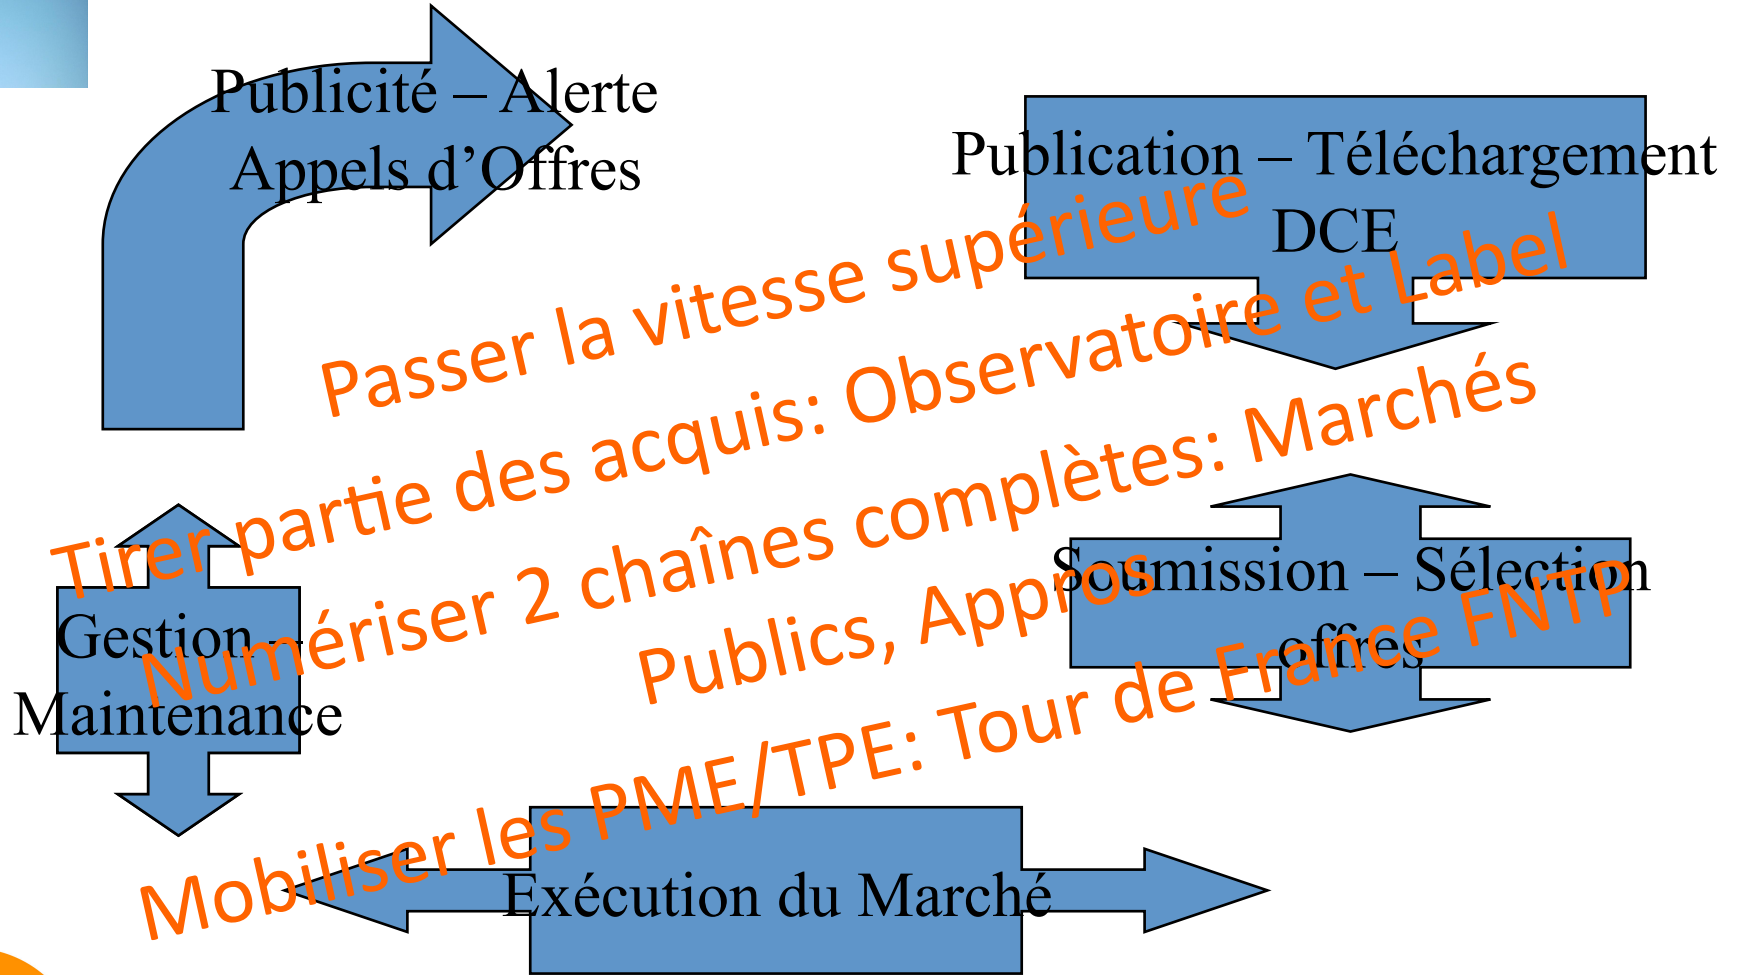 Publicité – Alerte
Appels d’Offres
Publication – Téléchargement
DCE
Passer la vitesse supérieure
Tirer partie des acquis: Observatoire et Label
Numériser 2 chaînes complètes: Marchés
Publics, Appros
Mobiliser les PME/TPE: Tour de France FNTP
Soumission – Sélection
offres
Gestion –
Maintenance
Exécution du Marché